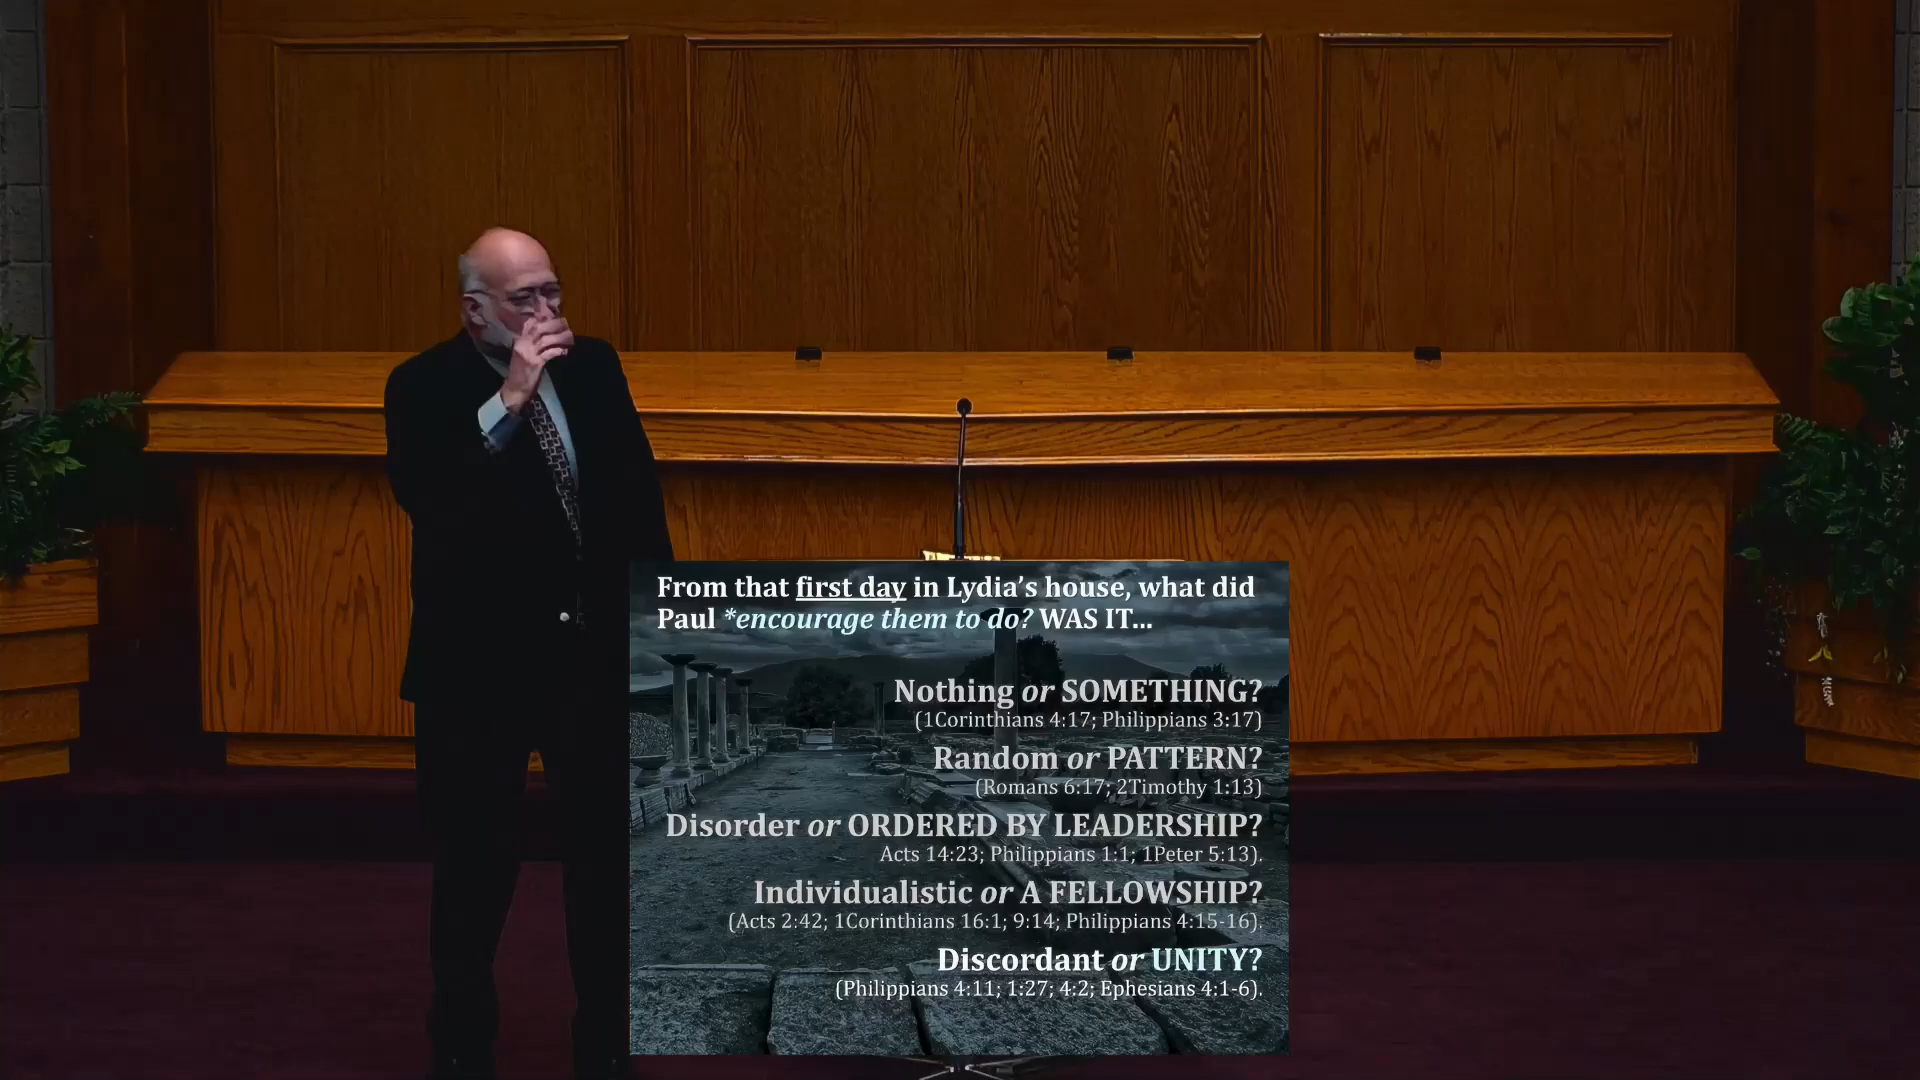 From that first day in Lydia's house, what did
Paul *encourage them to do? WAS IT...
Nothing or SOMETHING?
(1Corinthians 4:17; Philippians 3:17)
Random or PATTERN?
(Romans 6:17; 2Timothy 1:13)
Disorder or ORDERED BY LEADERSHIP?
Acts 14:23; Philippians 1:1; 1Peter 5:13).
Individualistic or A FELLOWSHIP?
(Acts 2:42; 1Corinthians 16:1; 9:14; Philippians 4:15-16).
Discordant or UNITY?
(Philippians 4:11; 1:27; 4:2; Ephesians 4:1-6).